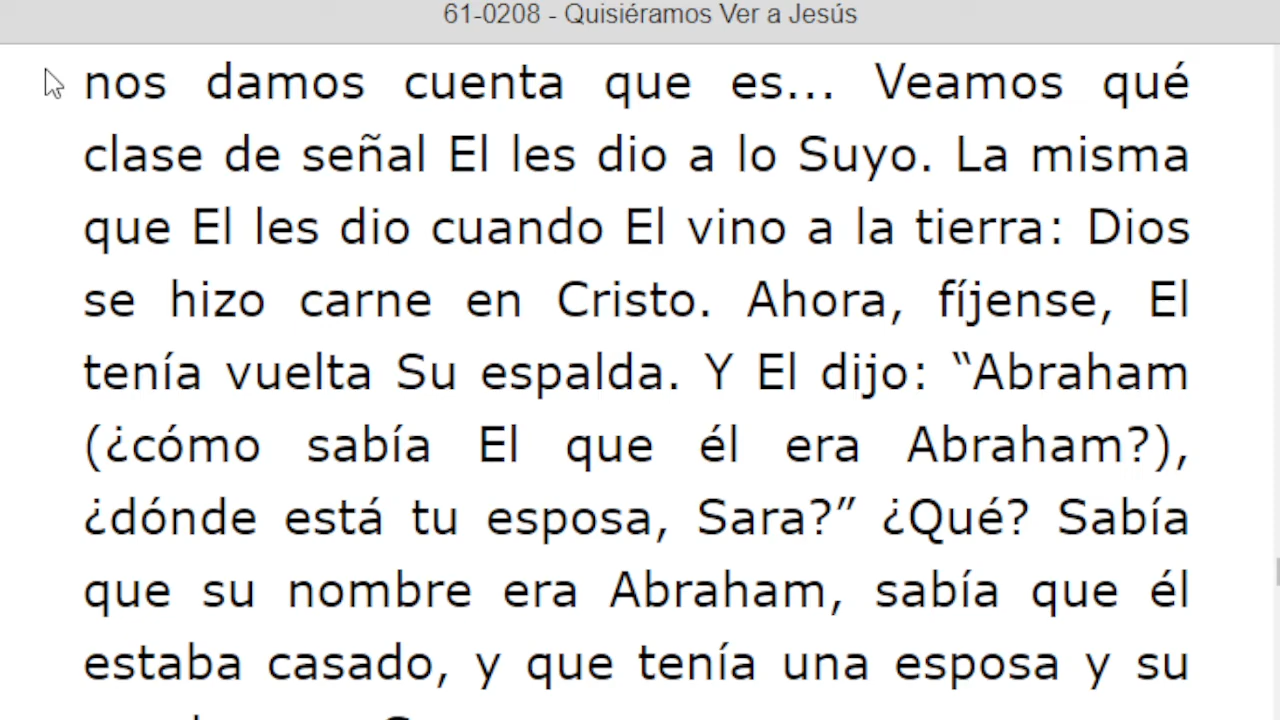 61-0208 - Quisiéramos Ver a Jesús
nos damos cuenta que es... Veamos qué
clase de señal El les dio a lo Suyo. La misma
que El les dio cuando El vino a la tierra: Dios
se hizo carne en Cristo. Ahora, fíjense, El
tenía vuelta Su espalda. Y El dijo: “Abraham
(¿cómo sabía El que él era Abraham?),
¿dónde está tu esposa, Sara?” ¿Qué? Sabía
que su nombre era Abraham, sabía que él
estaba casado, y que tenía una esposa y su